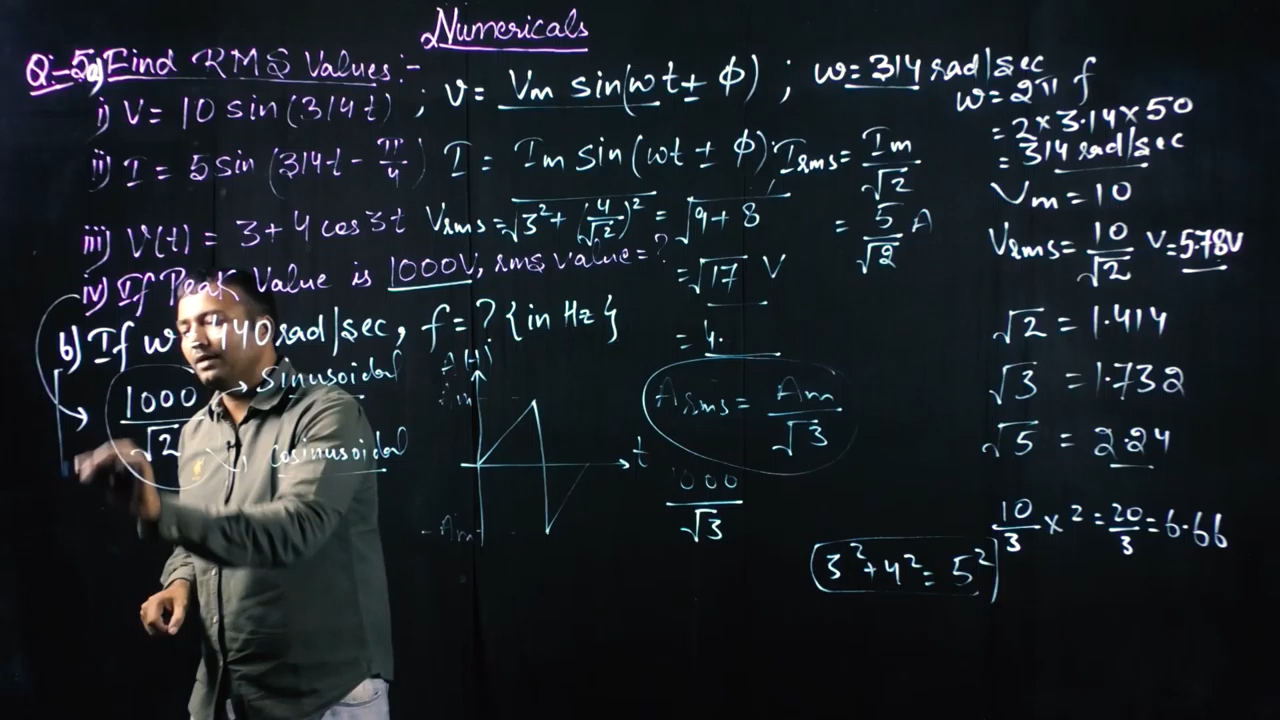 Numericals
Q-5 a) Find RMS Values:-
i) V = 10 sin(314t) ; v = Vm sin(ωt ± φ) ; ω = 314 rad/sec
ω = 2π f
= 2 × 3.14 × 50
= 314 rad/sec
ii) I = 5 sin(314t - π/4) I = Im sin(ωt ± φ); Irms = Im/√2
= 5/√2 A
Vm = 10
Vrms = 10/√2 V = 5.78V
iii) V(t) = 3 + 4 cos 3t Vrms = √(3² + (4/√2)²) = √(9 + 8)
= √17 V
= 4.
iv) If Peak Value is 1000V, rms value = ?
b) If ω 440 rad/sec, f = ? {in Hz}
1000/√2 → Sinusoidal
→ Cosinusoidal
t
-Am
Arms = Am/√3
1000/√3
√2 = 1.414
√3 = 1.732
√5 = 2.24
10/3 × 2 = 20/3 = 6.66
3² + 4² = 5²